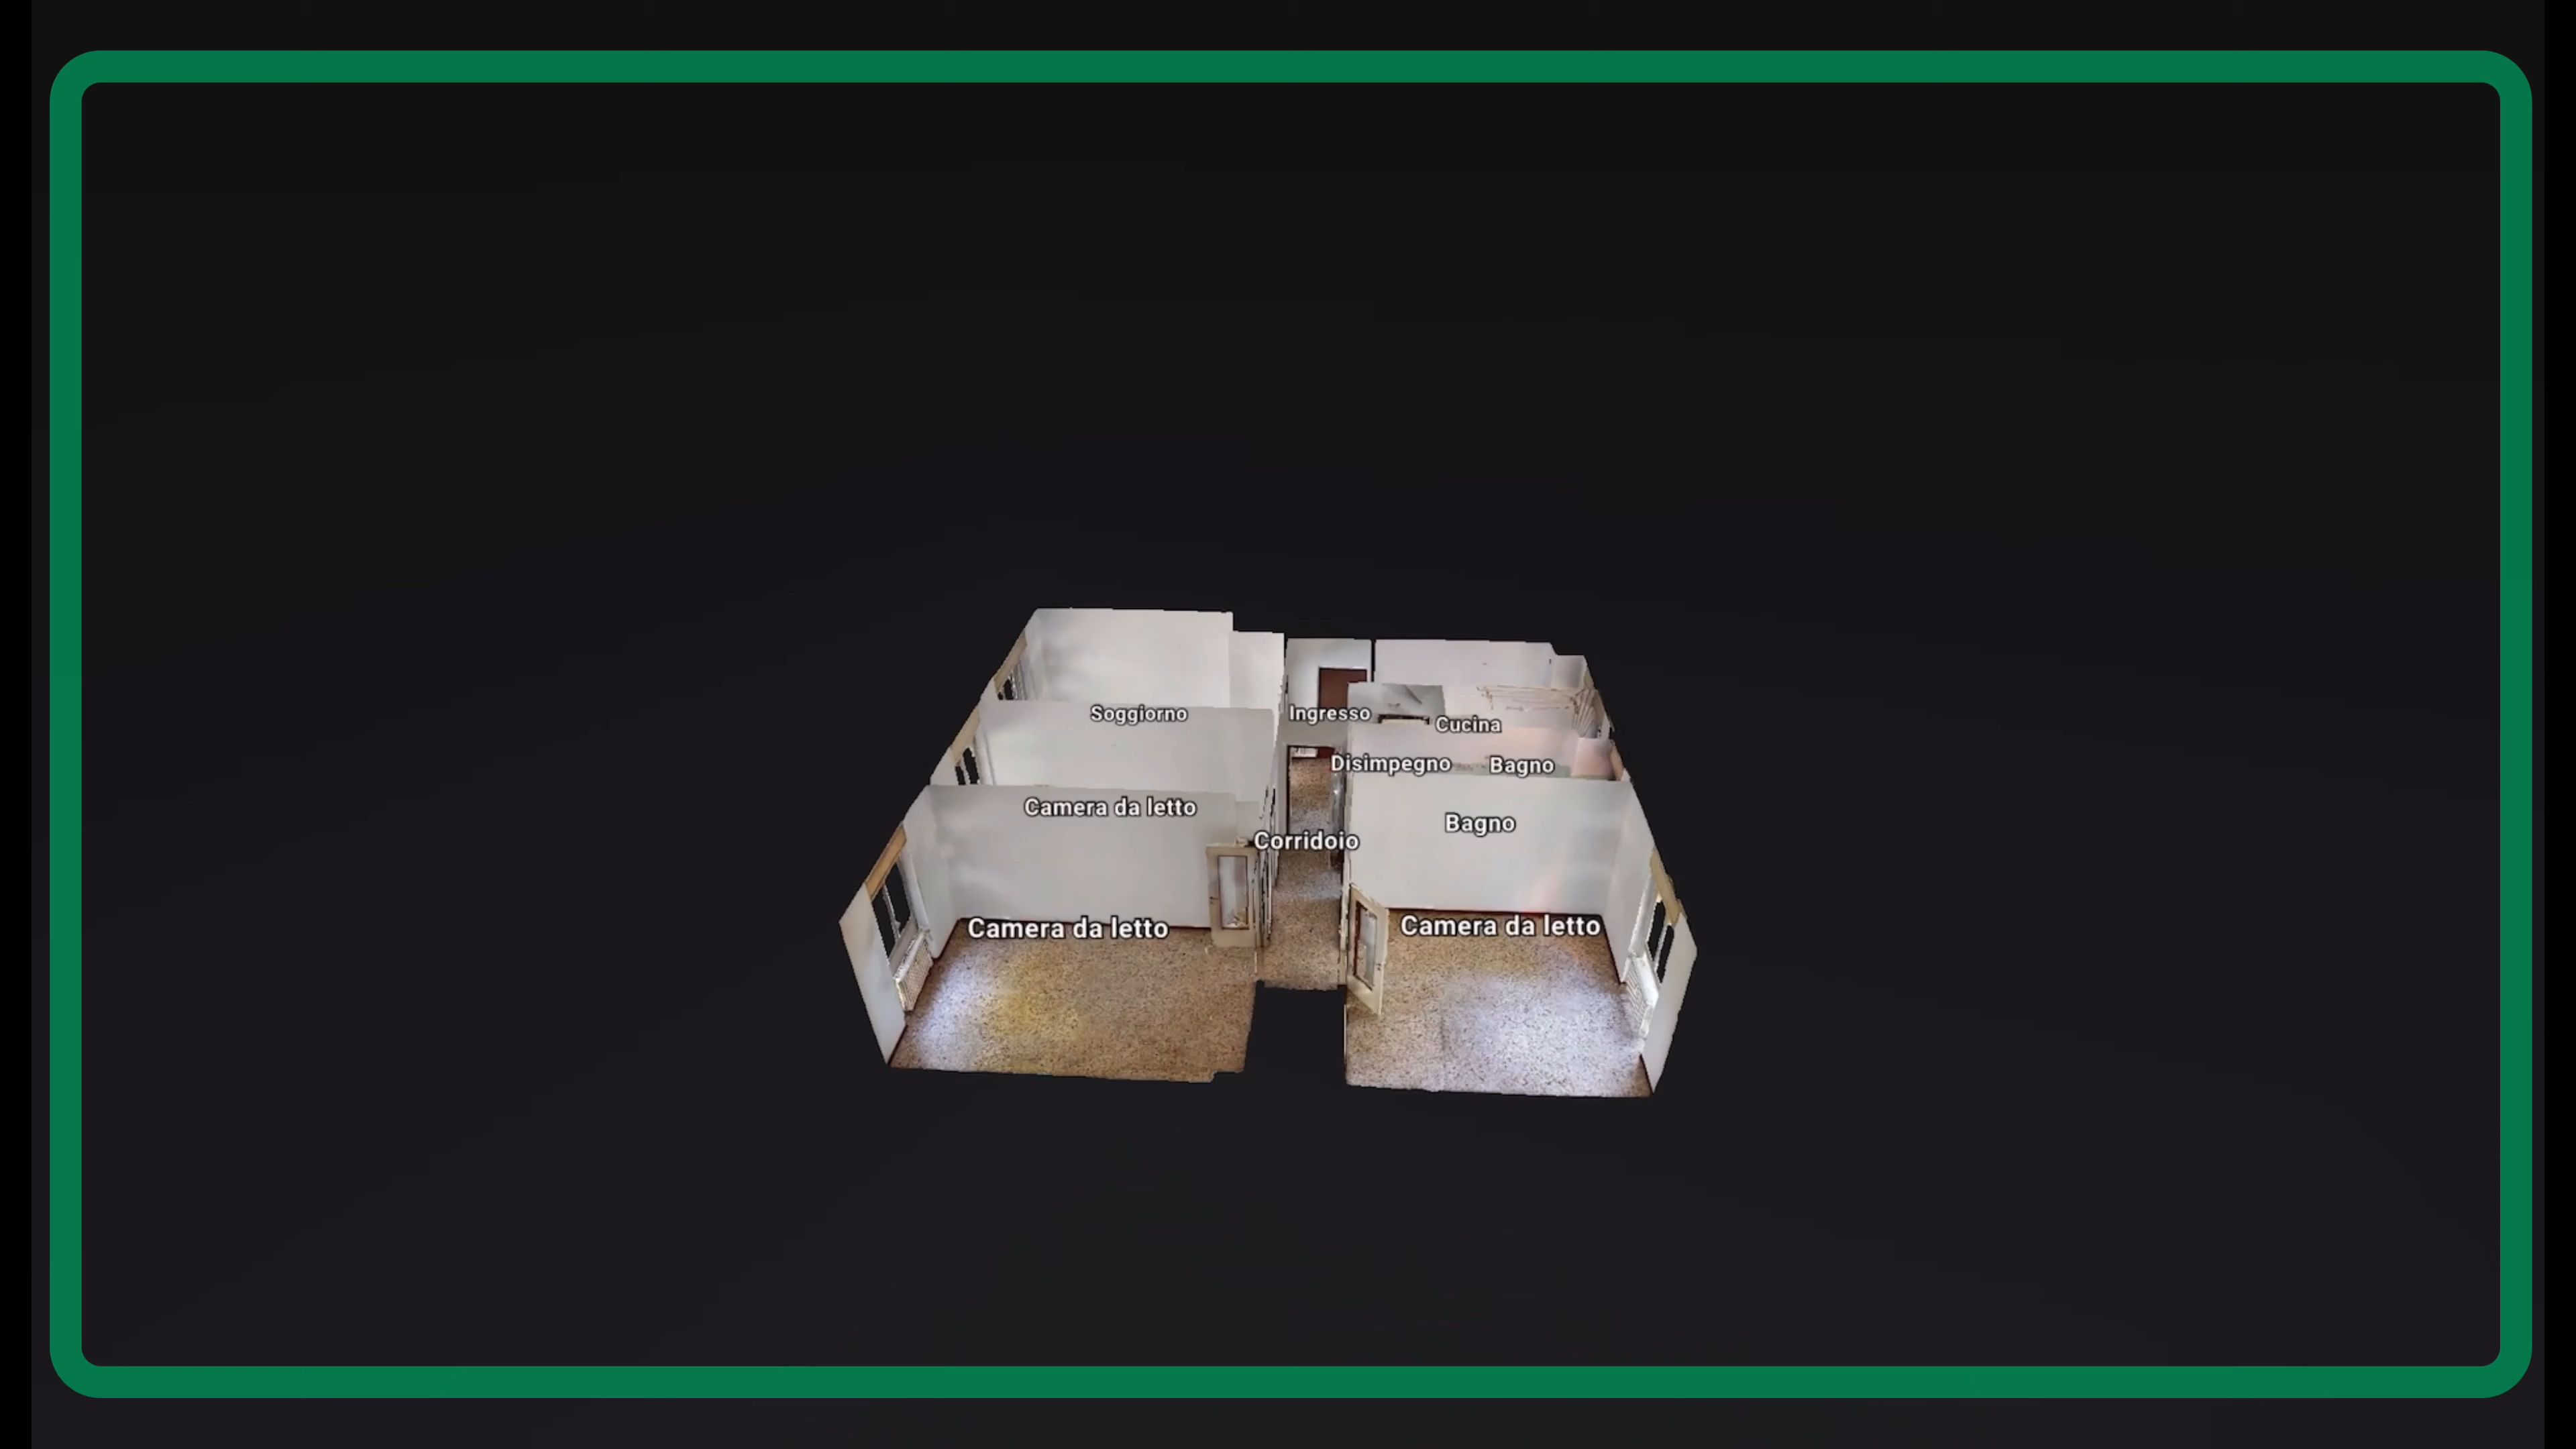 Soggiorno
Ingresso
Cucina
Disimpegno
Bagno
Camera da letto
Bagno
Corridoio
Camera da letto
Camera da letto